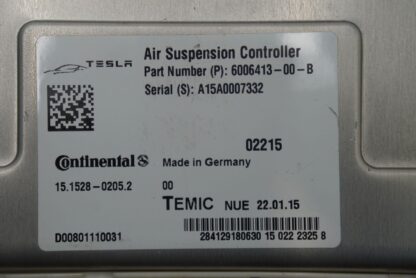 TESLA
Air Suspension Controller
Part Number (P): 6006413-00-B
Serial (S): A15A0007332
02215
Continental Made in Germany
15.1528-0205.2 00
TEMIC NUE 22.01.15
D00801110031 284129180630 15 022 2325 8